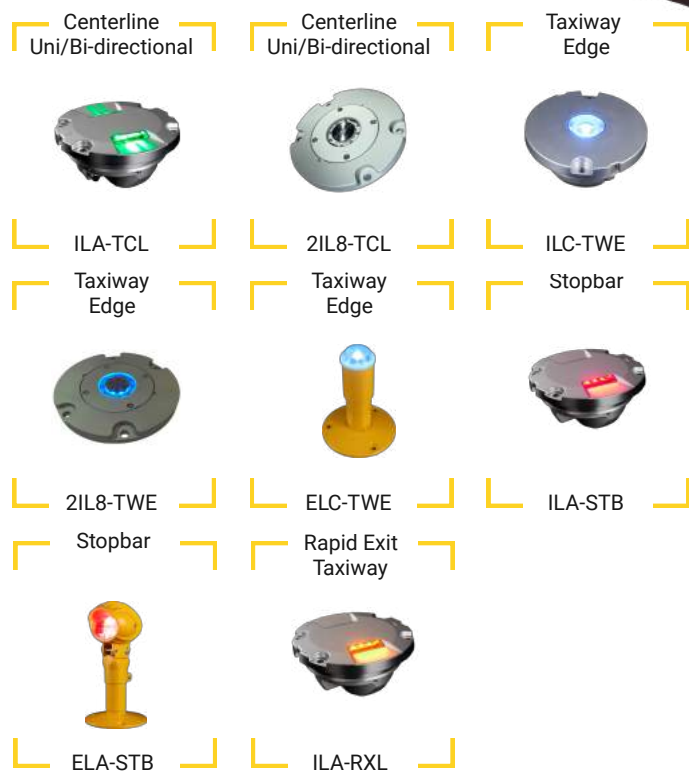 Centerline
Uni/Bi-directional
ILA-TCL
Centerline
Uni/Bi-directional
2IL8-TCL
Taxiway
Edge
ILC-TWE
Taxiway
Edge
2IL8-TWE
Taxiway
Edge
ELC-TWE
Stopbar
ILA-STB
Stopbar
ELA-STB
Rapid Exit
Taxiway
ILA-RXL